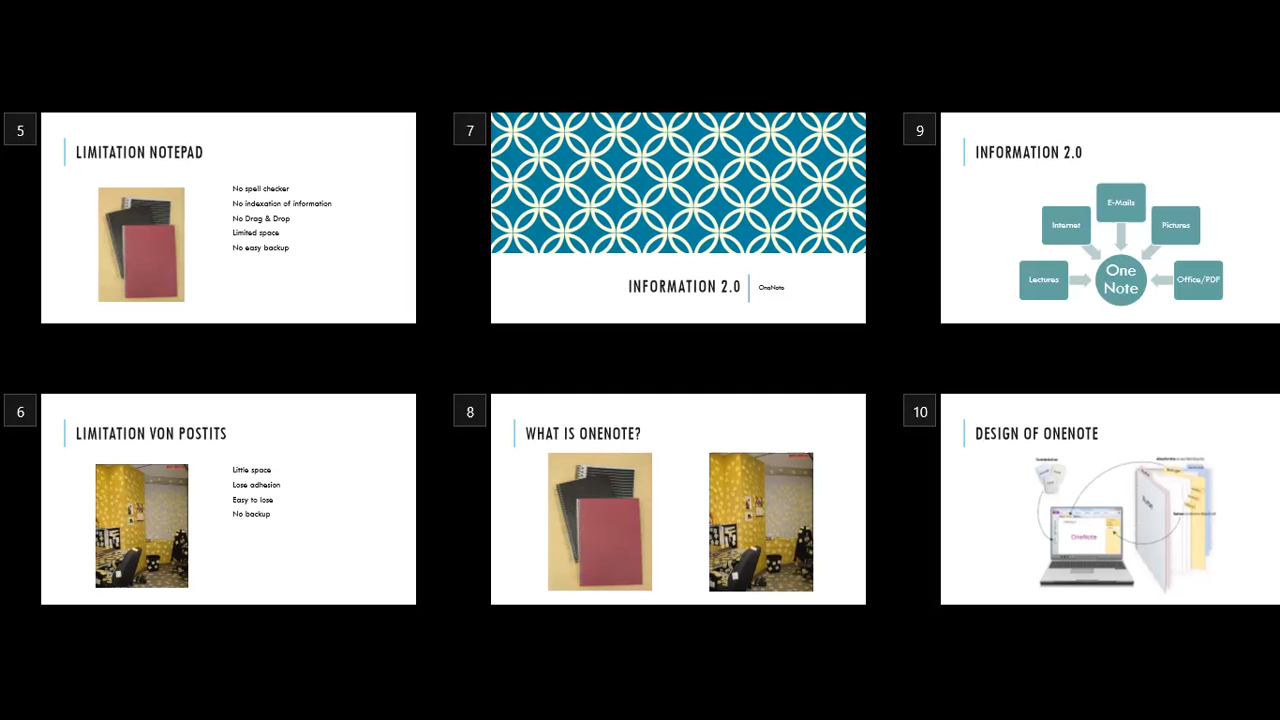 5
LIMITATION NOTEPAD
No spell checker
No indexation of information
No Drag & Drop
Limited space
No easy backup
6
LIMITATION VON POSTITS
Little space
Lose adhesion
Easy to lose
No backup
7
INFORMATION 2.0
OneNote
8
WHAT IS ONENOTE?
9
INFORMATION 2.0
E-Mails
Internet
Pictures
Lectures
One
Note
Office/PDF
10
DESIGN OF ONENOTE
OneNote